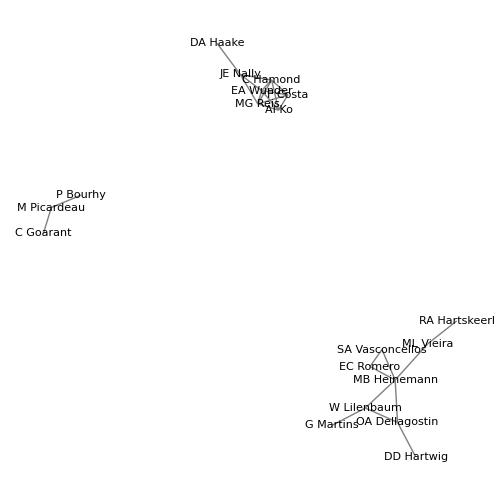 DA Haake
JE Nally
C Hamond
EA Wunder
F Costa
MG Reis
AI Ko
P Bourhy
M Picardeau
C Goarant
RA Hartskeerl
ML Vieira
SA Vasconcellos
EC Romero
MB Heinemann
W Lilenbaum
OA Dellagostin
G Martins
DD Hartwig